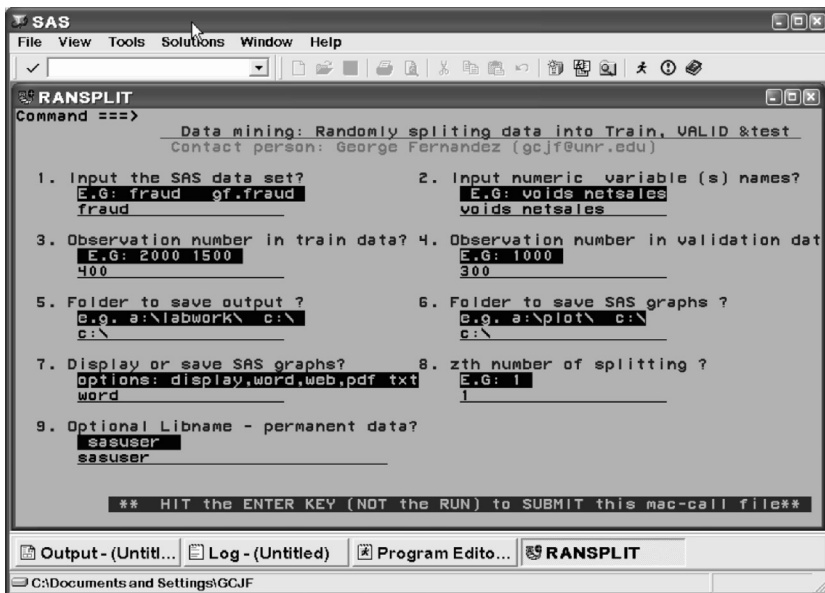 SAS
File View Tools Solutions Window Help
RANSPLIT
Command ===>
Data mining: Randomly spliting data into Train, VALID &test
Contact person: George Fernandez (gcjf@unr.edu)
1. Input the SAS data set?
E.G: fraud gf.fraud
fraud
2. Input numeric variable (s) names?
E.G: voids netsales
voids netsales
3. Observation number in train data?
E.G: 2000 1500
400
4. Observation number in validation dat
E.G: 1000
300
5. Folder to save output ?
e.g. a:\labwork\ c:\
c:\
6. Folder to save SAS graphs ?
e.g. a:\plot\ c:\
c:\
7. Display or save SAS graphs?
options: display,word,web,pdf txt
word
8. zth number of splitting ?
E.G: 1
1
9. Optional Libname - permanent data?
sasuser
sasuser
** HIT the ENTER KEY (NOT the RUN) to SUBMIT this mac-call file**
Output - (Untitl... Log - (Untitled) Program Edito... RANSPLIT
C:\Documents and Settings\GCJF